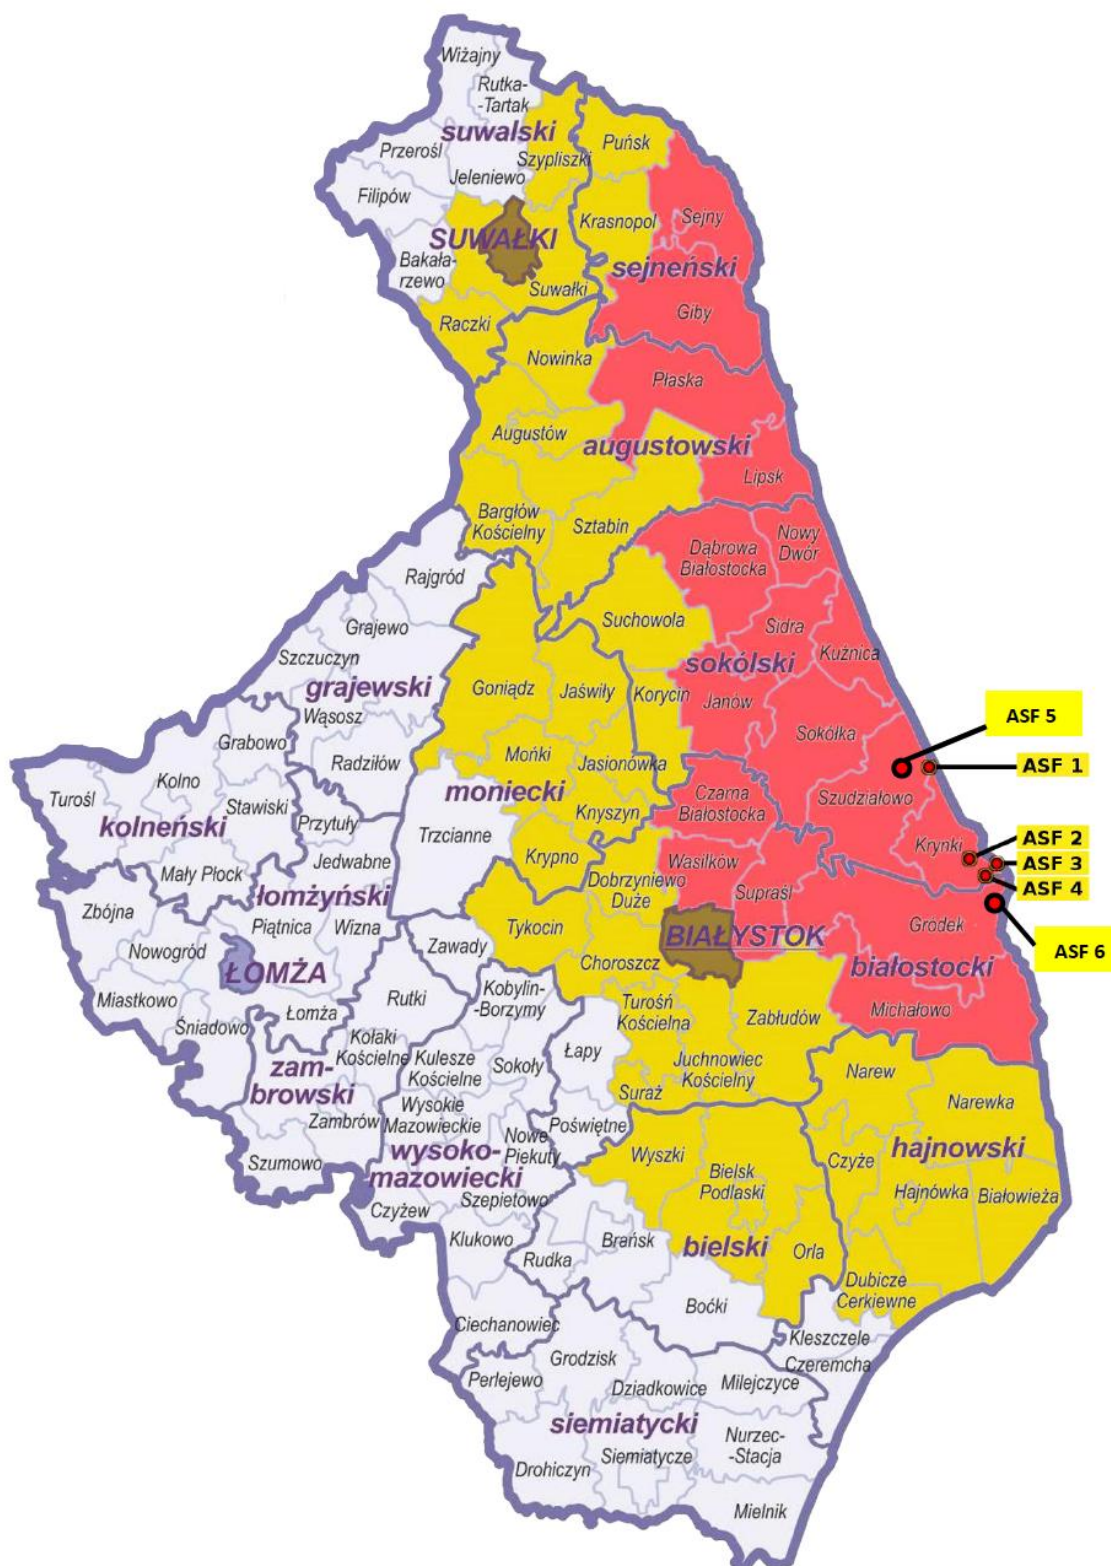 Wiżajny
Rutka-
-Tartak
suwalski
Puńsk
Szypliszki
Przerośl
Jeleniewo
Filipów
Krasnopol
Sejny
SUWAŁKI
Bakała-
rzewo
sejneński
Suwałki
Giby
Raczki
Nowinka
Płaska
Augustów
augustowski
Lipsk
Bargłów
Kościelny
Sztabin
Nowy
Dwór
Dąbrowa
Białostocka
Rajgród
Suchowola
Grajewo
Sidra
Kuźnica
Szczuczyn
sokólski
grajewski
Goniądz
Jaświły
Korycin
Janów
Wąsosz
ASF 5
Sokółka
Grabowo
Mońki
Radziłów
Jasionówka
ASF 1
Kolno
Turośl
moniecki
Czarna
Białostocka
Szudziałowo
Stawiski
Knyszyn
kolneński
Przytuły
Trzcianne
Krynki
ASF 2
Jedwabne
Krypno
Wasilków
ASF 3
Mały Płock
Dobrzyniewo
Duże
Supraśl
ASF 4
łomżyński
Zbójna
Piątnica
Wizna
Tykocin
Gródek
Nowogród
Zawady
BIAŁYSTOK
ASF 6
ŁOMŻA
Choroszcz
białostocki
Miastkowo
Rutki
Kobylin-
-Borzymy
Łomża
Turośń
Kościelna
Zabłudów
Michałowo
Śniadowo
Kołaki
Kościelne
Kulesze
Kościelne
Sokoły
Łapy
Juchnowiec
Kościelny
zam-
browski
Narew
Suraż
Narewka
Zambrów
Wysokie
Mazowieckie
Nowe
Piekuty
Poświętne
wysoko-
mazowiecki
Wyszki
Czyże
hajnowski
Szumowo
Bielsk
Podlaski
Hajnówka
Białowieża
Szepietowo
Czyżew
Klukowo
Brańsk
bielski
Orla
Rudka
Dubicze
Cerkiewne
Boćki
Ciechanowiec
Kleszczele
Grodzisk
Czeremcha
Perlejewo
Dziadkowice
Milejczyce
siemiatycki
Nurzec-
-Stacja
Siemiatycze
Drohiczyn
Mielnik